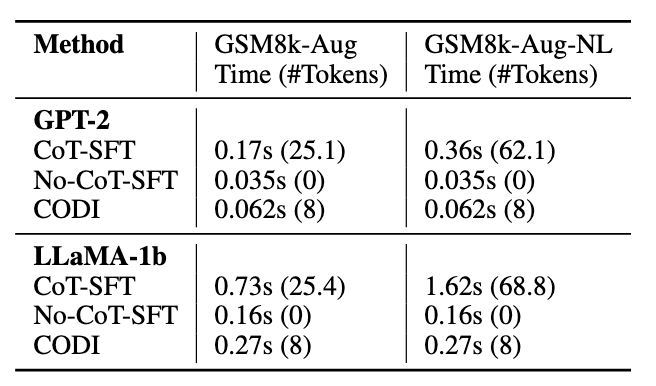 Method GSM8k-Aug GSM8k-Aug-NL
Time (#Tokens) Time (#Tokens)
GPT-2
CoT-SFT 0.17s (25.1) 0.36s (62.1)
No-CoT-SFT 0.035s (0) 0.035s (0)
CODI 0.062s (8) 0.062s (8)
LLaMA-1b
CoT-SFT 0.73s (25.4) 1.62s (68.8)
No-CoT-SFT 0.16s (0) 0.16s (0)
CODI 0.27s (8) 0.27s (8)